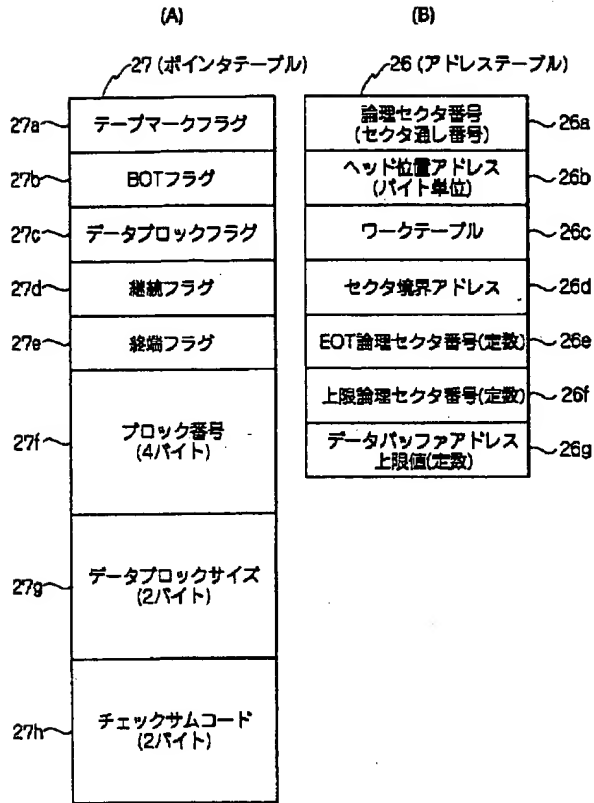 (A)
27 (ポインタテーブル)
27a テープマークフラグ
27b BOTフラグ
27c データブロックフラグ
27d 継続フラグ
27e 終端フラグ
27f ブロック番号
(4バイト)
27g データブロックサイズ
(2バイト)
27h チェックサムコード
(2バイト)
(B)
26 (アドレステーブル)
論理セクタ番号
(セクタ通し番号) 26a
ヘッド位置アドレス
(バイト単位) 26b
ワークテーブル 26c
セクタ境界アドレス 26d
EOT論理セクタ番号(定数) 26e
上限論理セクタ番号(定数) 26f
データバッファアドレス
上限値(定数) 26g